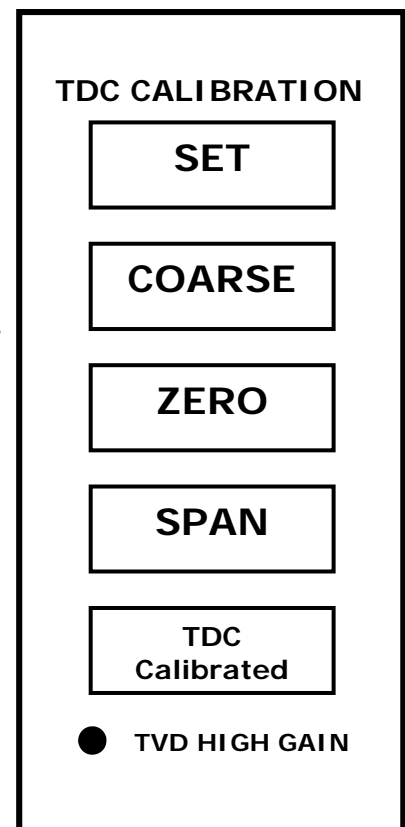 TDC CALIBRATION
SET
COARSE
ZERO
SPAN
TDC
Calibrated
TVD HIGH GAIN